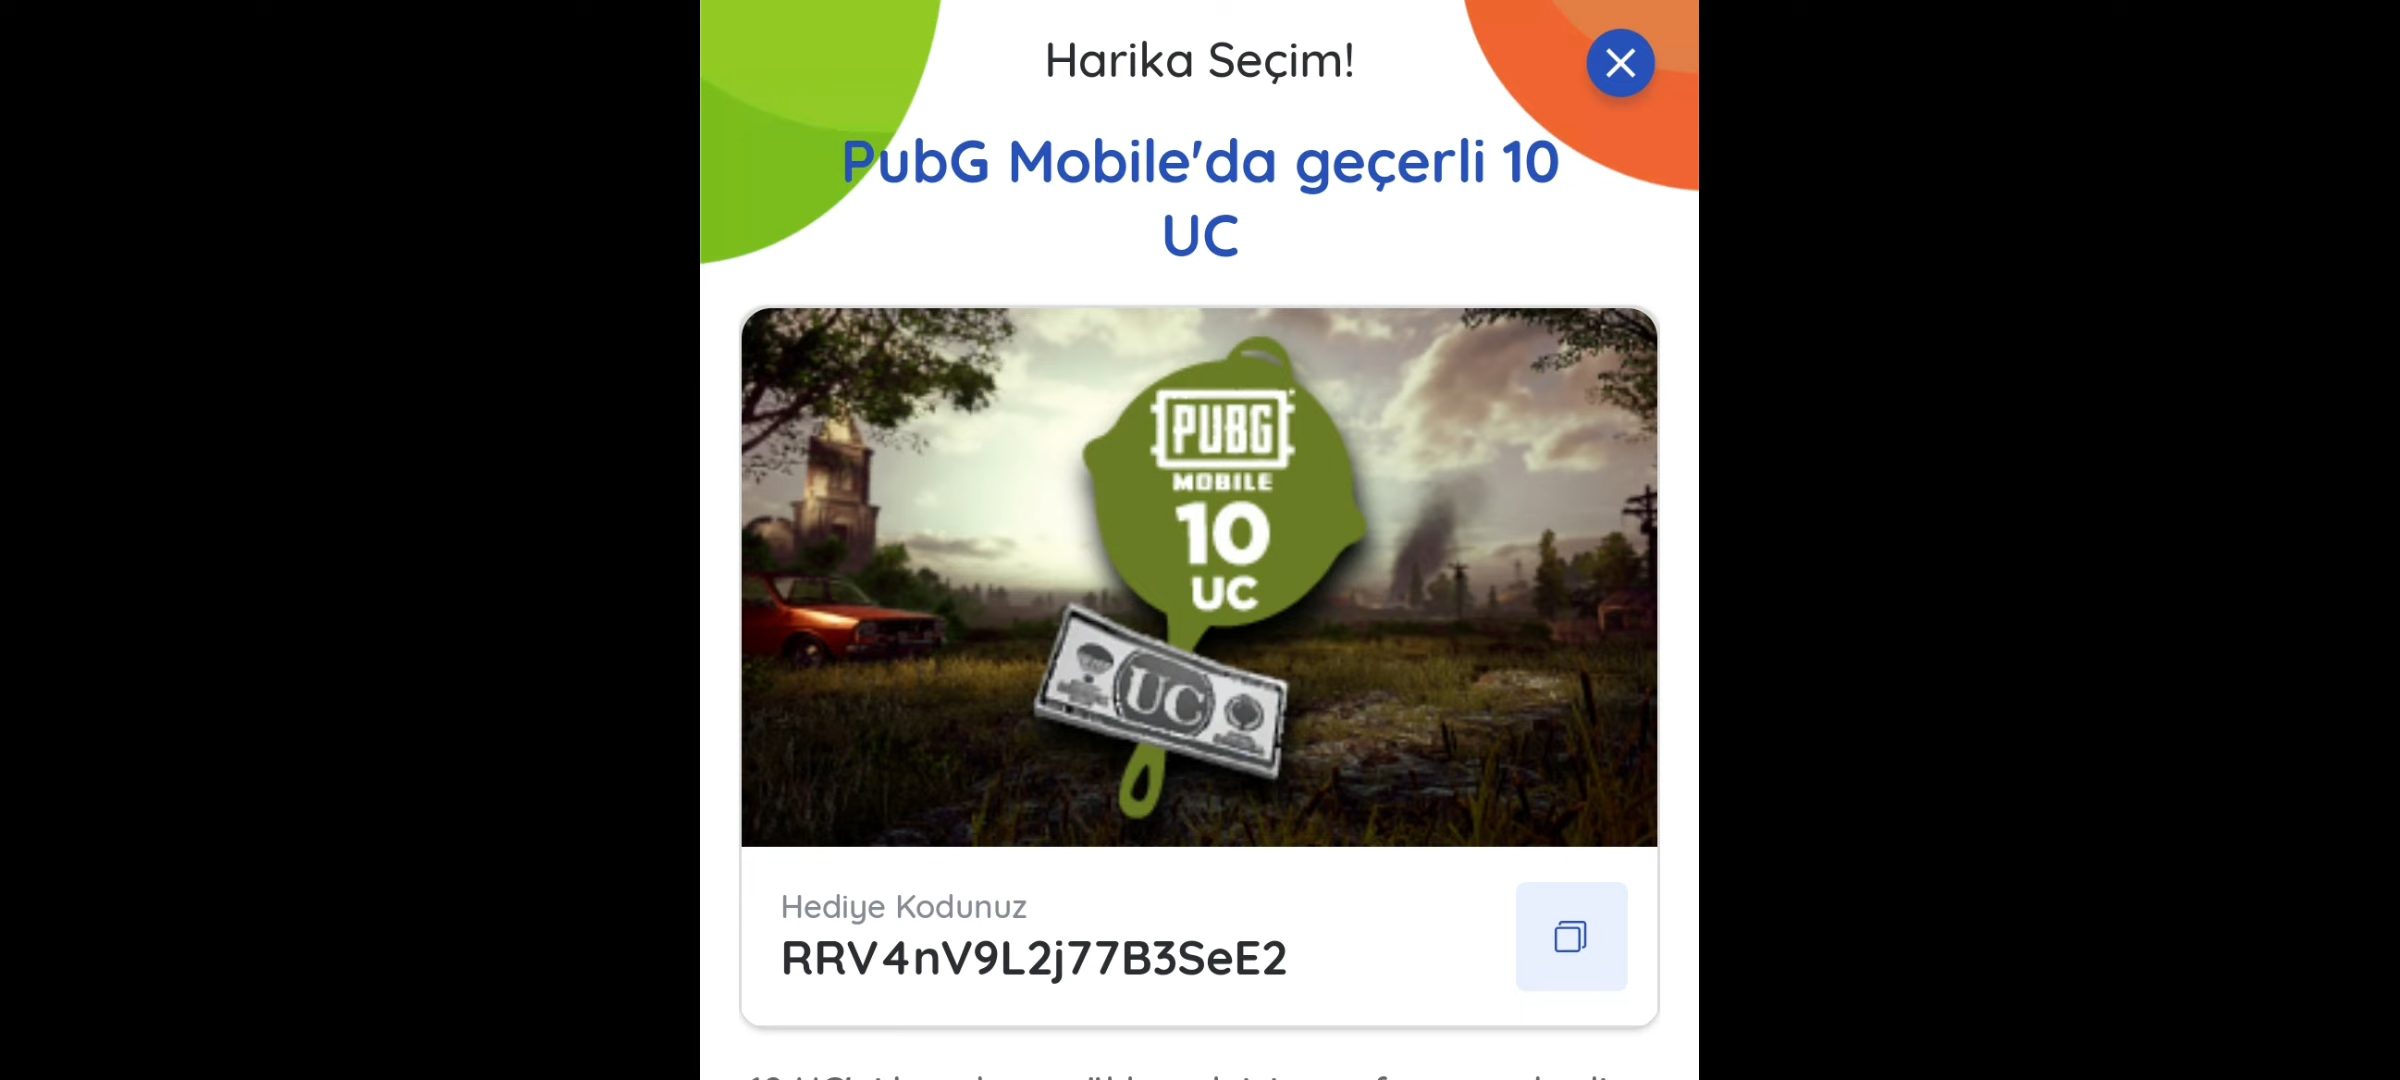 Harika Seçim!
PubG Mobile'da geçerli 10
UC
PUBG
MOBILE
10
UC
UC
Hediye Kodunuz
RRV4nV9L2j77B3SeE2